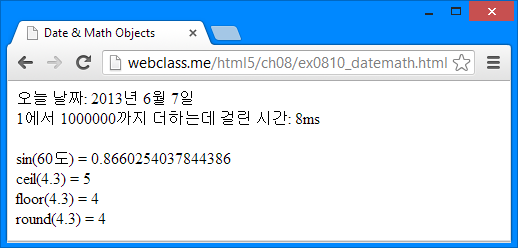 Date & Math Objects
webclass.me/html5/ch08/ex0810_datemath.html
오늘 날짜: 2013년 6월 7일
1에서 1000000까지 더하는데 걸린 시간: 8ms
sin(60도) = 0.8660254037844386
ceil(4.3) = 5
floor(4.3) = 4
round(4.3) = 4